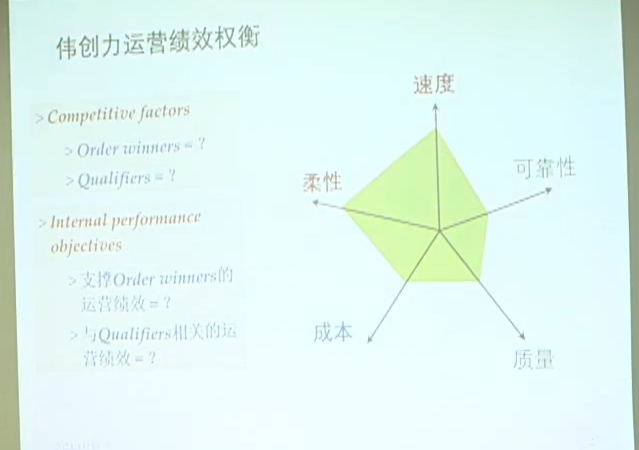 伟创力运营绩效权衡
> Competitive factors
> Order winners = ?
> Qualifiers = ?
> Internal performance
objectives
> 支撑Order winners的
运营绩效 = ?
> 与Qualifiers相关的运
营绩效 = ?
速度
可靠性
柔性
成本
质量